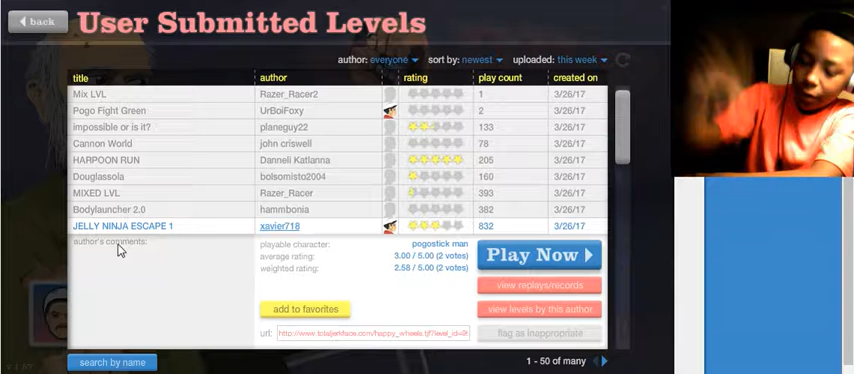 back
User Submitted Levels
author: everyone sort by: newest uploaded: this week
title author rating play count created on
Mix LVL Razer_Racer2 1 3/26/17
Pogo Fight Green UrBoiFoxy 2 3/26/17
impossible or is it? planeguy22 133 3/26/17
Cannon World john criswell 78 3/26/17
HARPOON RUN Danneli Katlanna 205 3/26/17
Douglassola bolsomisto2004 160 3/26/17
MIXED LVL Razer_Racer 393 3/26/17
Bodylauncher 2.0 hammbonia 382 3/26/17
JELLY NINJA ESCAPE 1 xavier718 832 3/26/17
author's comments:
playable character: pogostick man
average rating: 3.00 / 5.00 (2 votes)
weighted rating: 2.58 / 5.00 (2 votes)
Play Now
view replays/records
add to favorites
view levels by this author
url: http://www.totaljerkface.com/happy_wheels.tjf?level_id=9
flag as inappropriate
search by name
1 - 50 of many